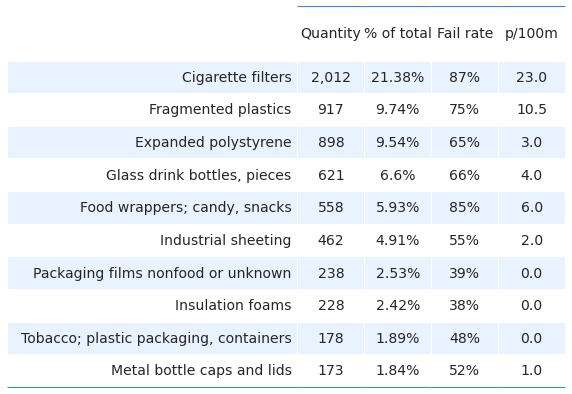 Quantity % of total Fail rate p/100m
Cigarette filters 2,012 21.38% 87% 23.0
Fragmented plastics 917 9.74% 75% 10.5
Expanded polystyrene 898 9.54% 65% 3.0
Glass drink bottles, pieces 621 6.6% 66% 4.0
Food wrappers; candy, snacks 558 5.93% 85% 6.0
Industrial sheeting 462 4.91% 55% 2.0
Packaging films nonfood or unknown 238 2.53% 39% 0.0
Insulation foams 228 2.42% 38% 0.0
Tobacco; plastic packaging, containers 178 1.89% 48% 0.0
Metal bottle caps and lids 173 1.84% 52% 1.0